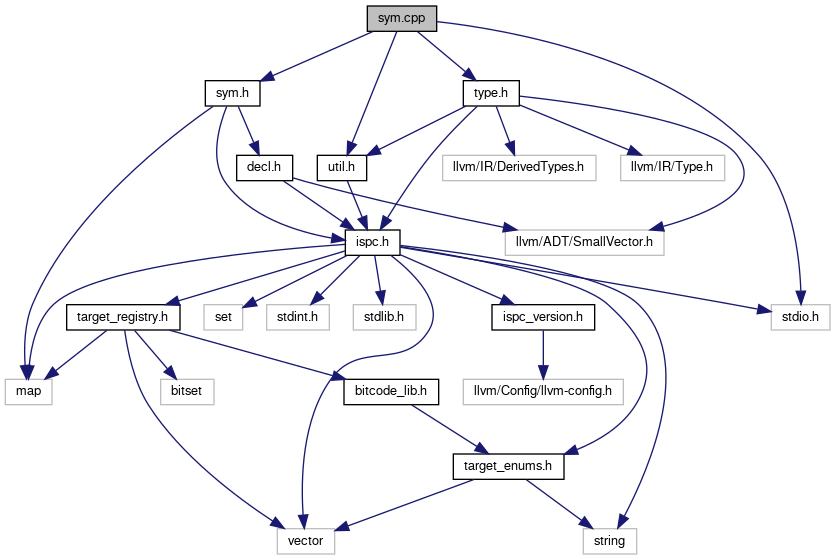 sym.cpp
sym.h
type.h
decl.h
util.h
llvm/IR/DerivedTypes.h
llvm/IR/Type.h
ispc.h
llvm/ADT/SmallVector.h
target_registry.h
set
stdint.h
stdlib.h
ispc_version.h
stdio.h
map
bitset
bitcode_lib.h
llvm/Config/llvm-config.h
target_enums.h
vector
string